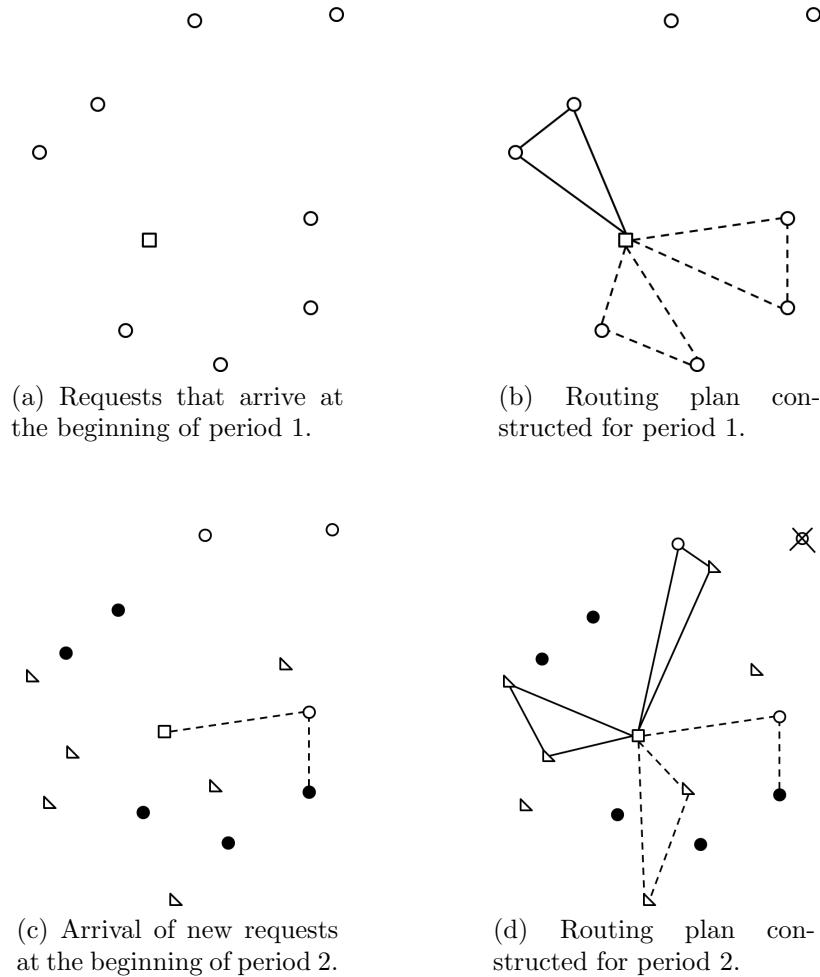 (a) Requests that arrive at
the beginning of period 1.
(b) Routing plan con-
structed for period 1.
(c) Arrival of new requests
at the beginning of period 2.
(d) Routing plan con-
structed for period 2.